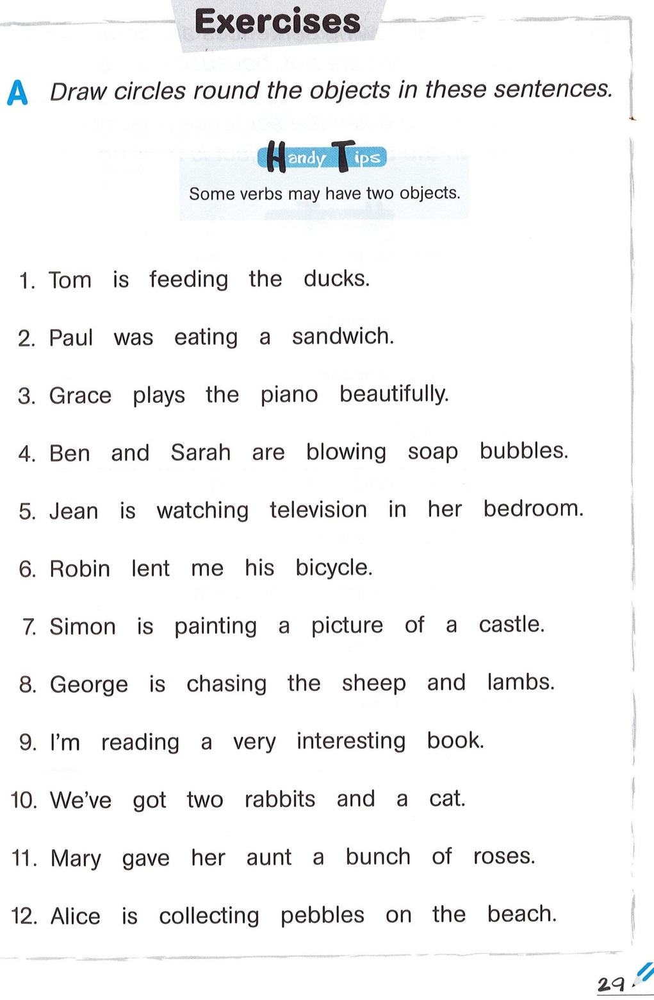 Exercises
A Draw circles round the objects in these sentences.
Handy Tips
Some verbs may have two objects.
1. Tom is feeding the ducks.
2. Paul was eating a sandwich.
3. Grace plays the piano beautifully.
4. Ben and Sarah are blowing soap bubbles.
5. Jean is watching television in her bedroom.
6. Robin lent me his bicycle.
7. Simon is painting a picture of a castle.
8. George is chasing the sheep and lambs.
9. I'm reading a very interesting book.
10. We've got two rabbits and a cat.
11. Mary gave her aunt a bunch of roses.
12. Alice is collecting pebbles on the beach.
29